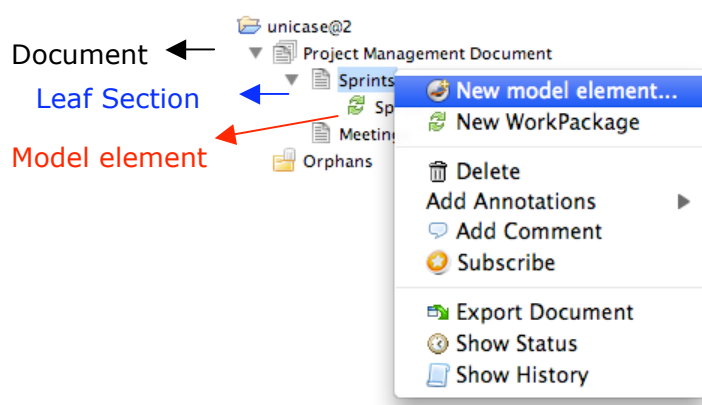 unicase@2
Document
Project Management Document
Leaf Section
Sprints
Sp
Model element
Meeting
Orphans
New model element...
New WorkPackage
Delete
Add Annotations
Add Comment
Subscribe
Export Document
Show Status
Show History